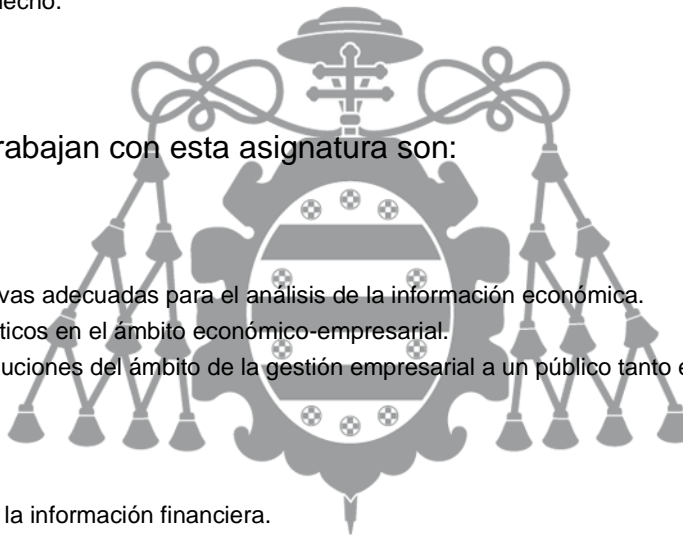 echo.
rabajan con esta asignatura son:
vas adecuadas para el análisis de la información económica.
ticos en el ámbito económico-empresarial.
uciones del ámbito de la gestión empresarial a un público tanto e
la información financiera.